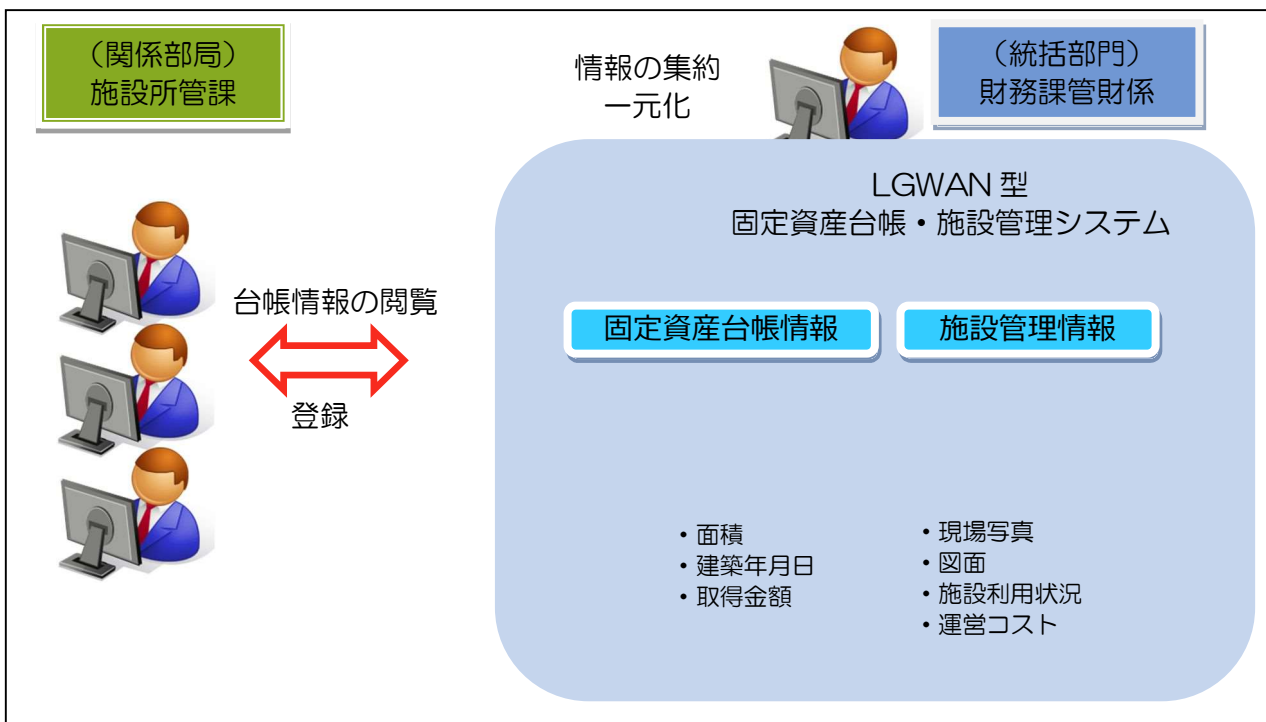 （関係部局）
施設所管課
情報の集約
一元化
（統括部門）
財務課管財係
LGWAN 型
固定資産台帳・施設管理システム
台帳情報の閲覧
登録
固定資産台帳情報
施設管理情報
・面積
・建築年月日
・取得金額
・現場写真
・図面
・施設利用状況
・運営コスト